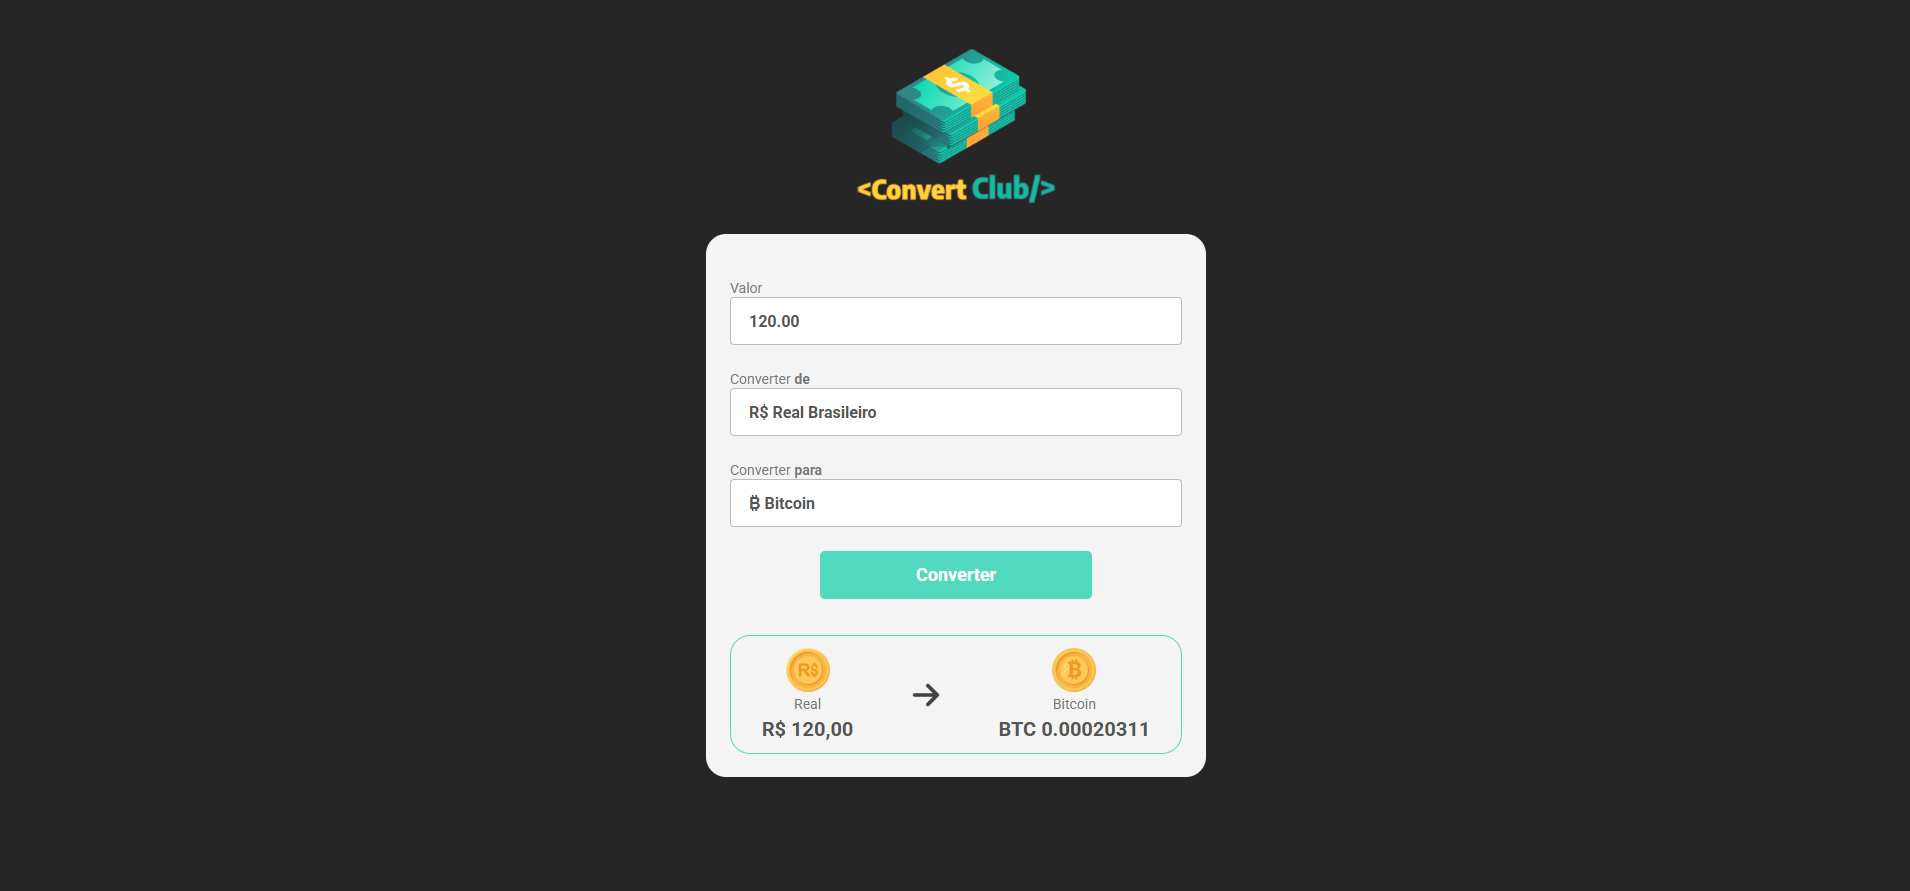 $
<Convert Club/>
Valor
120.00
Converter de
R$ Real Brasileiro
Converter para
₿ Bitcoin
Converter
R$ ₿
Real Bitcoin
R$ 120,00 BTC 0.00020311